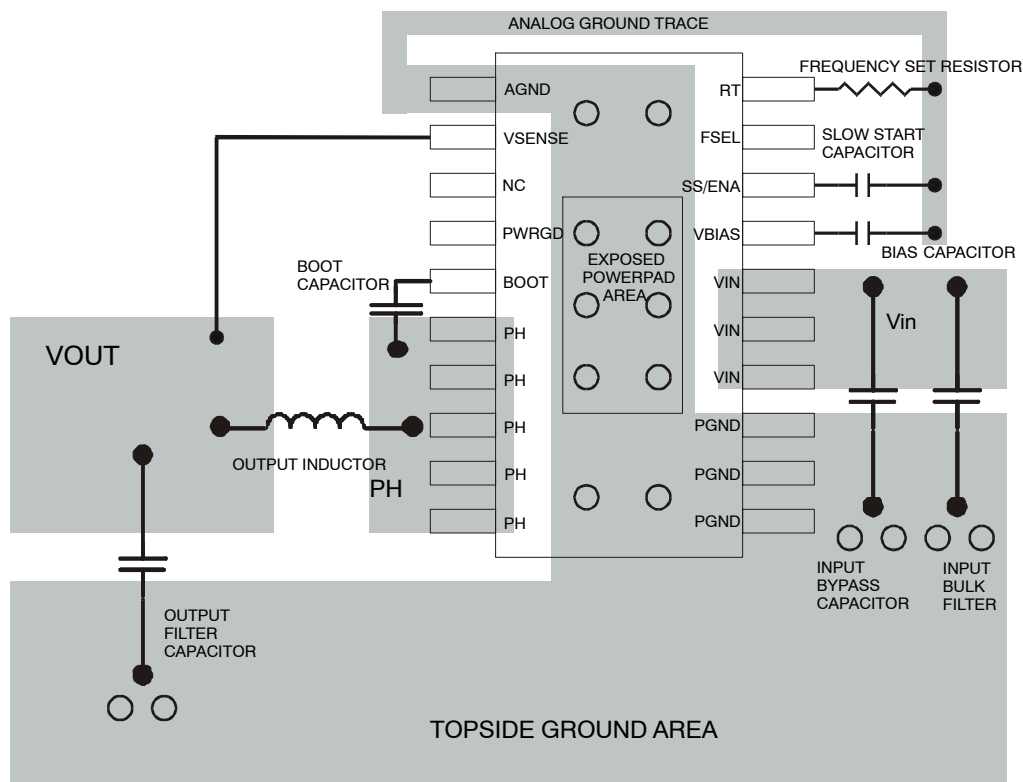 ANALOG GROUND TRACE
FREQUENCY SET RESISTOR
AGND
RT
VSENSE
FSEL
SLOW START
CAPACITOR
NC
SS/ENA
PWRGD
VBIAS
BIAS CAPACITOR
EXPOSED
POWERPAD
AREA
BOOT
CAPACITOR
BOOT
VIN
Vin
PH
VIN
VOUT
PH
VIN
PH
PGND
OUTPUT INDUCTOR
PH
PH
PGND
PH
PGND
INPUT
BYPASS
CAPACITOR
INPUT
BULK
FILTER
OUTPUT
FILTER
CAPACITOR
TOPSIDE GROUND AREA